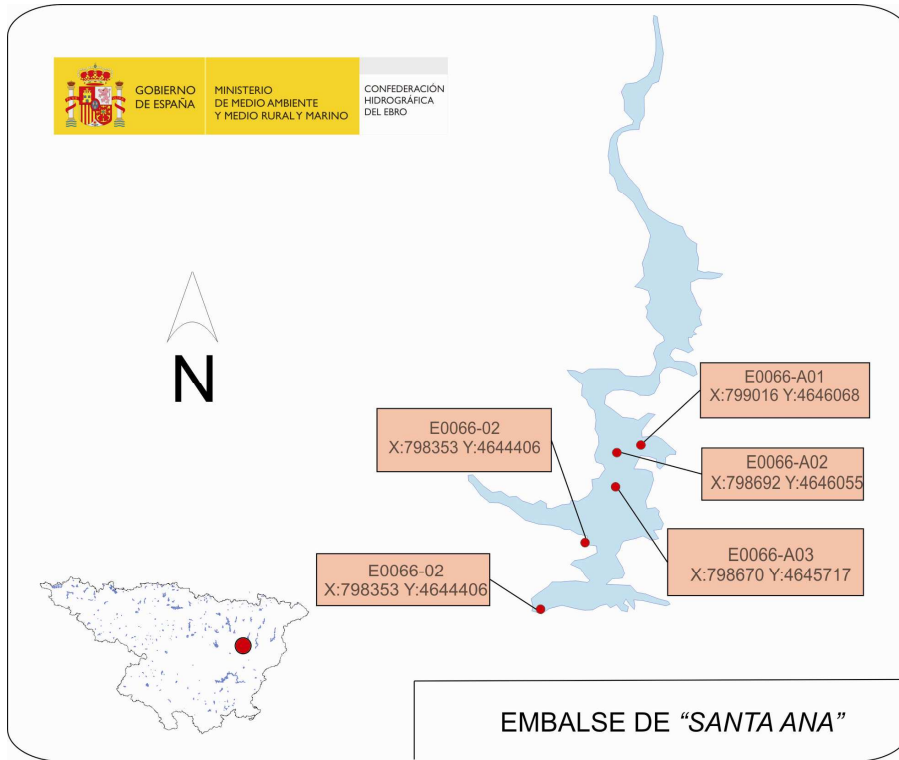 GOBIERNO
DE ESPAÑA
MINISTERIO
DE MEDIO AMBIENTE
Y MEDIO RURAL Y MARINO
CONFEDERACIÓN
HIDROGRÁFICA
DEL EBRO
N
E0066-A01
X:799016 Y:4646068
E0066-02
X:798353 Y:4644406
E0066-A02
X:798692 Y:4646055
E0066-A03
X:798670 Y:4645717
E0066-02
X:798353 Y:4644406
EMBALSE DE "SANTA ANA"